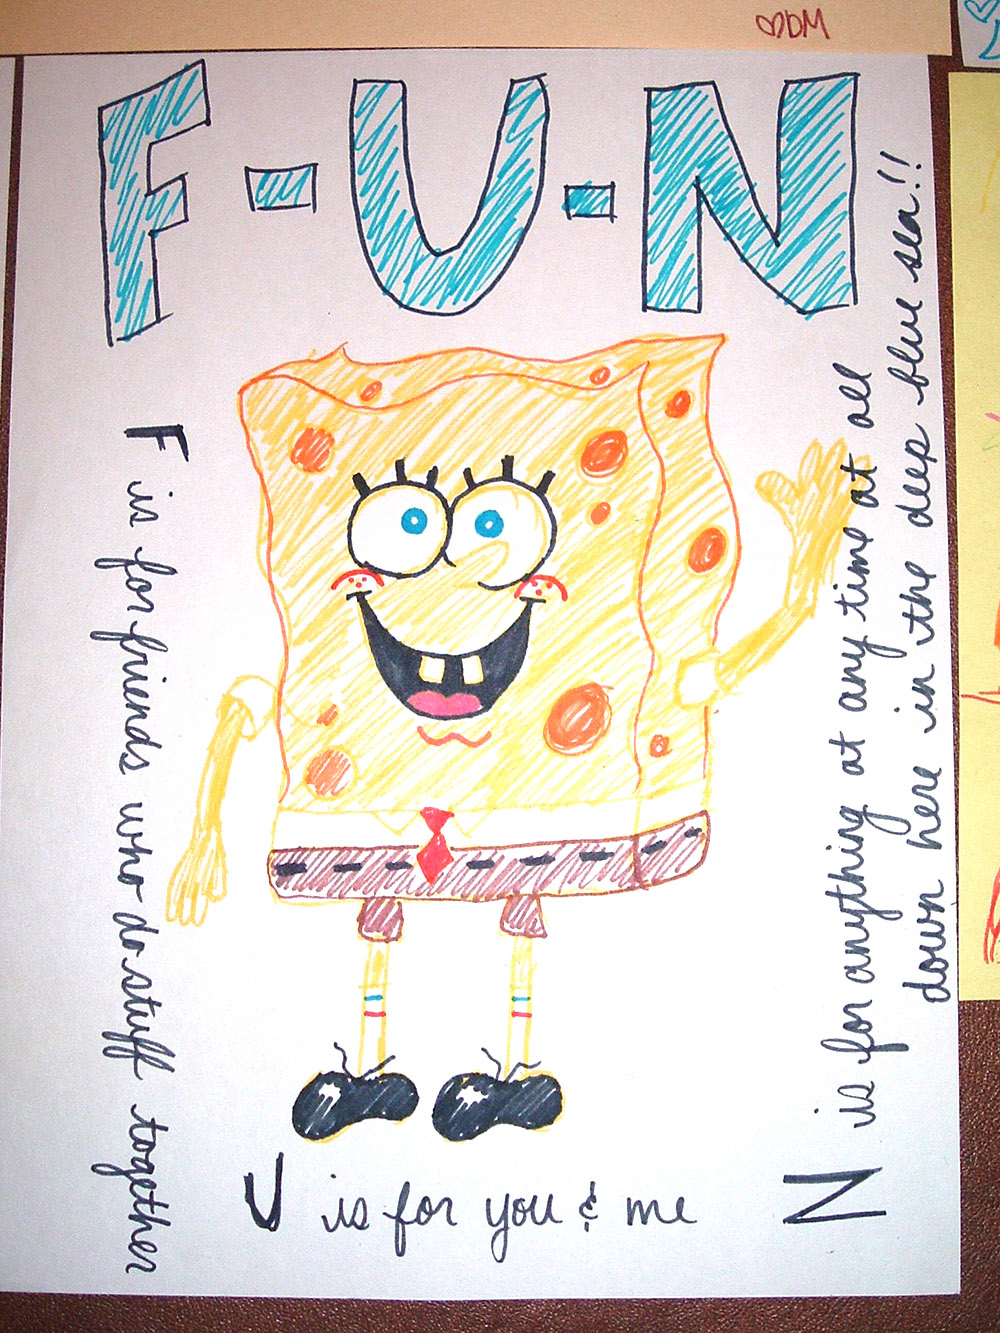 ♡DM
F-U-N
F is for friends who do stuff together
U is for you & me
N is for anything at any time at all
down here in the deep blue sea!!